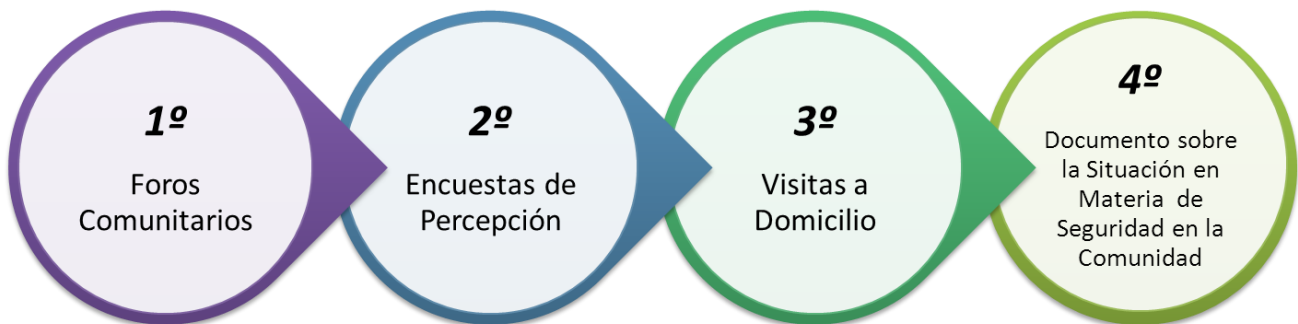 1º
Foros
Comunitarios
2º
Encuestas de
Percepción
3º
Visitas a
Domicilio
4º
Documento sobre
la Situación en
Materia de
Seguridad en la
Comunidad